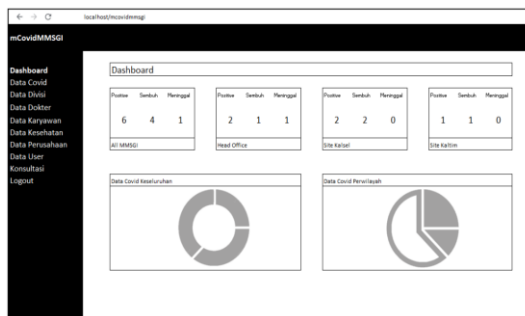 localhost/mcovidmmsgi
mCovidMMSGI
Dashboard
Data Covid
Data Divisi
Data Dokter
Data Karyawan
Data Kesehatan
Data Perusahaan
Data User
Konsultasi
Logout
Dashboard
Positive Sembuh Meninggal
6 4 1
All MMSGI
Positive Sembuh Meninggal
2 1 1
Head Office
Positive Sembuh Meninggal
2 2 0
Site Kalsel
Positive Sembuh Meninggal
1 1 0
Site Kaltim
Data Covid Keseluruhan
Data Covid Perwilayah